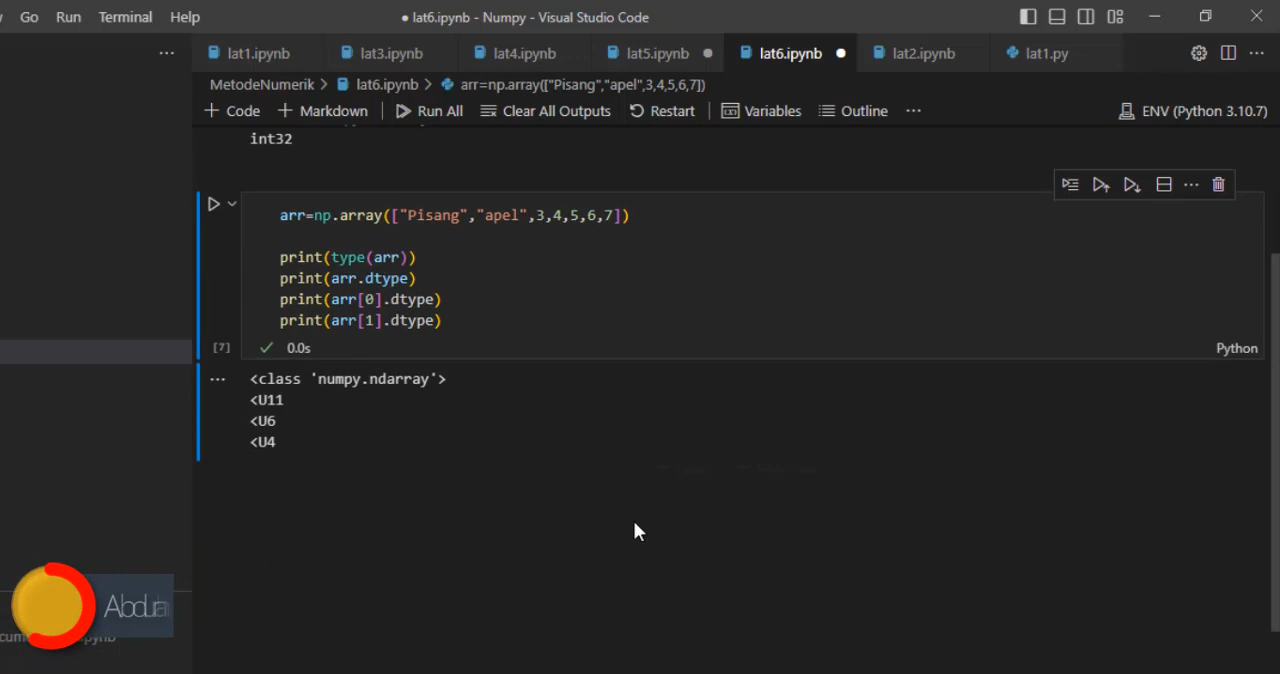 Go Run Terminal Help
● lat6.ipynb - Numpy - Visual Studio Code
lat1.ipynb lat3.ipynb lat4.ipynb lat5.ipynb ● lat6.ipynb ● lat2.ipynb lat1.py
MetodeNumerik > lat6.ipynb > arr=np.array(["Pisang","apel",3,4,5,6,7])
+ Code + Markdown Run All Clear All Outputs Restart Variables Outline ··· ENV (Python 3.10.7)
int32
arr=np.array(["Pisang","apel",3,4,5,6,7])
print(type(arr))
print(arr.dtype)
print(arr[0].dtype)
print(arr[1].dtype)
[7] ✓ 0.0s Python
<class 'numpy.ndarray'>
<U11
<U6
<U4